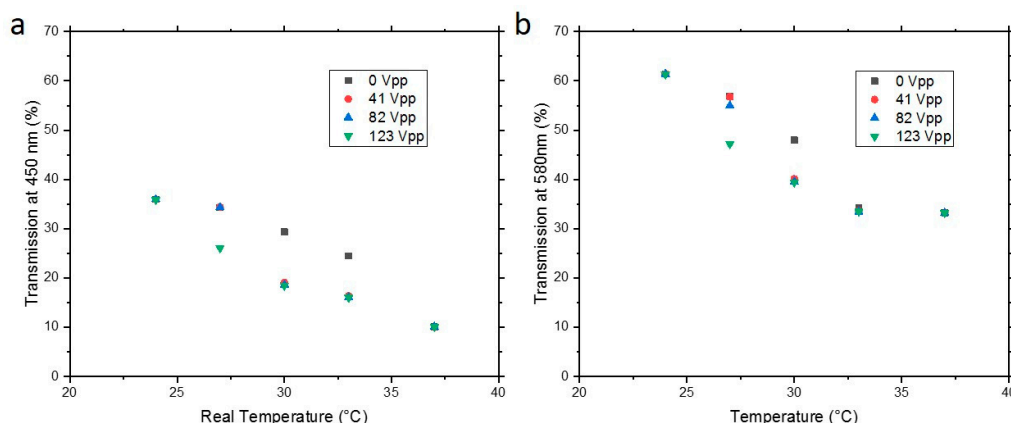 a
70
60
50
40
30
20
10
0
Transmission at 450 nm (%)
0 Vpp
41 Vpp
82 Vpp
123 Vpp
20 25 30 35 40
Real Temperature (°C)
b
70
60
50
40
30
20
10
0
Transmission at 580nm (%)
0 Vpp
41 Vpp
82 Vpp
123 Vpp
20 25 30 35 40
Temperature (°C)